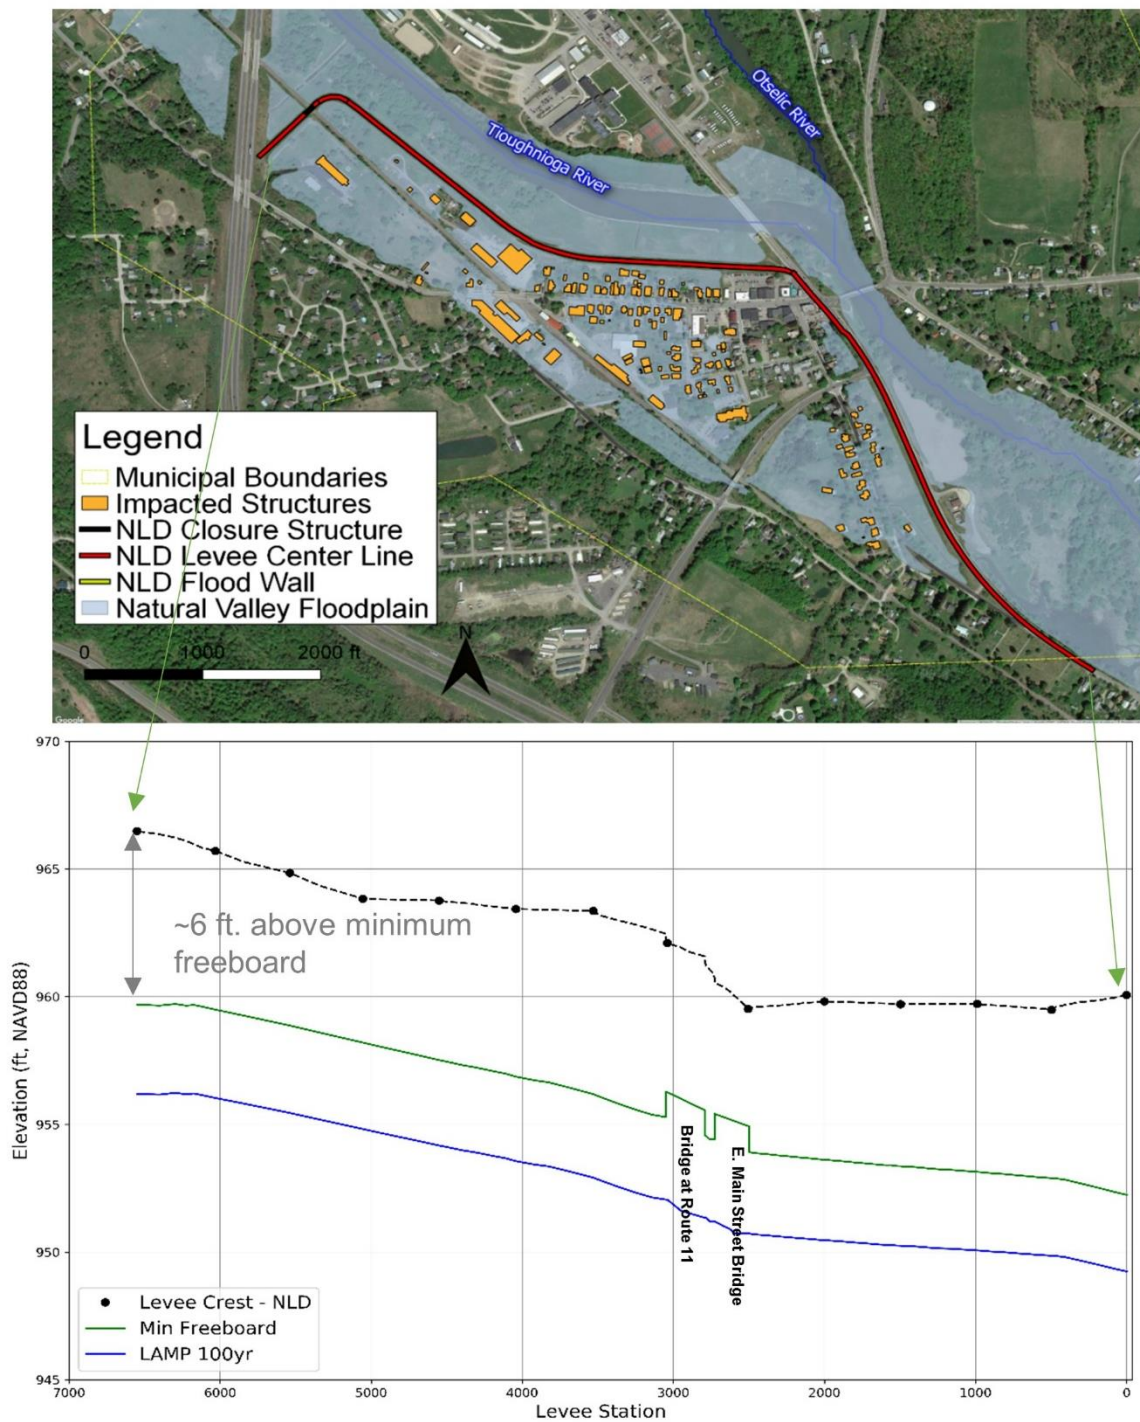 Otselic River
Tioughnioga River
Legend
Municipal Boundaries
Impacted Structures
NLD Closure Structure
NLD Levee Center Line
NLD Flood Wall
Natural Valley Floodplain
0 1000 2000 ft
N
Google
970
965
960
955
950
945
Elevation (ft, NAVD88)
~6 ft. above minimum
freeboard
Bridge at Route 11
E. Main Street Bridge
Levee Crest - NLD
Min Freeboard
LAMP 100yr
7000 6000 5000 4000 3000 2000 1000 0
Levee Station